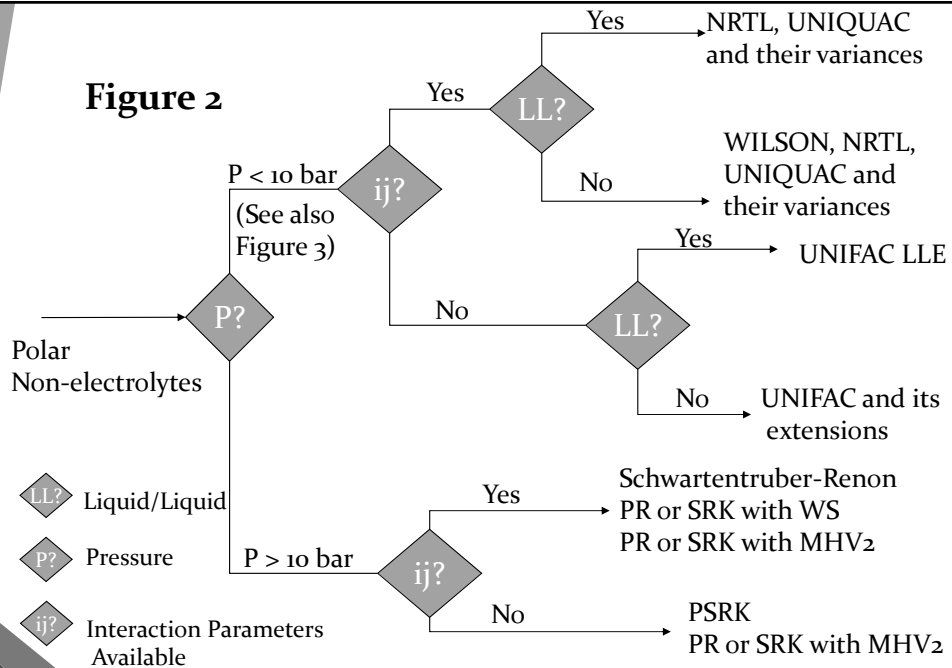 Figure 2
Polar
Non-electrolytes
P?
P < 10 bar
(See also
Figure 3)
ij?
Yes
LL?
Yes
NRTL, UNIQUAC
and their variances
No
WILSON, NRTL,
UNIQUAC and
their variances
No
LL?
Yes
UNIFAC LLE
No
UNIFAC and its
extensions
P > 10 bar
ij?
Yes
Schwartentruber-Renon
PR or SRK with WS
PR or SRK with MHV2
No
PSRK
PR or SRK with MHV2
LL? Liquid/Liquid
P? Pressure
ij? Interaction Parameters
Available